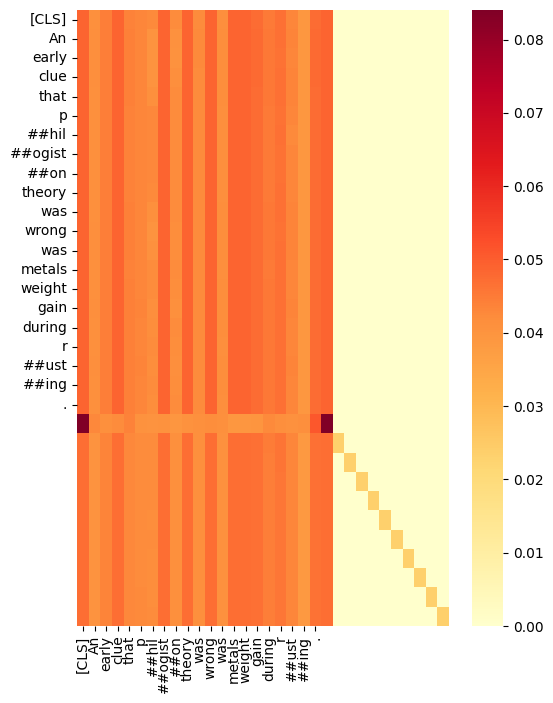 [CLS]
An
early
clue
that
p
##hil
##ogist
##on
theory
was
wrong
was
metals
weight
gain
during
r
##ust
##ing
.
[CLS] An early clue that p ##hil ##ogist ##on theory was wrong was metals weight gain during r ##ust ##ing .
0.08
0.07
0.06
0.05
0.04
0.03
0.02
0.01
0.00